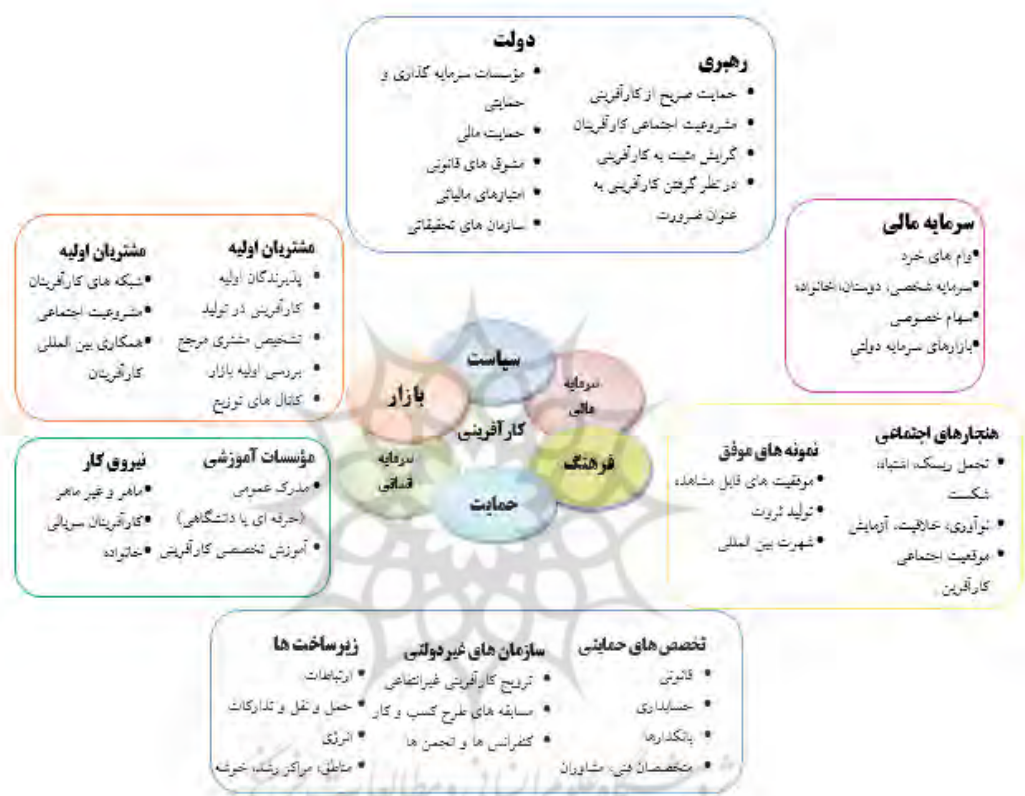 دولت
• مؤسسات سرمایه گذاری و
حمایتی
• حمایت مالی
• مشوق های قانونی
• امتیازهای مالیاتی
• سازمان های تحقیقاتی
رهبری
• حمایت صریح از کارآفرینی
• مشروعیت اجتماعی کارآفرینان
• گرایش مثبت به کارآفرینی
• در نظر گرفتن کارآفرینی به
عنوان ضرورت
سرمایه مالی
•وام های خرد
•سرمایه شخصی، دوستان،خانواده
•سهام خصوصی
•بازارهای سرمایه دولتی
مشتریان اولیه
• پذیرندگان اولیه
• کارآفرینی در تولید
• تشخیص مشتری مرجع
• بررسی اولیه بازار
• کانال های توزیع
مشتریان اولیه
•شبکه های کارآفرینان
•مشروعیت اجتماعی
•همکاری بین المللی
کارآفرینان
سیاست
سرمایه
مالی
فرهنگ
حمایت
سرمایه
انسانی
بازار
کارآفرینی
هنجارهای اجتماعی
• تحمل ریسک، اشتباه،
شکست
• نوآوری، خلاقیت، آزمایش
• موقعیت اجتماعی
کارآفرین
نمونه های موفق
•موفقیت های قابل مشاهده
•تولید ثروت
•شهرت بین المللی
مؤسسات آموزشی
• مدرک عمومی
(حرفه ای یا دانشگاهی)
• آموزش تخصصی کارآفرینی
نیروی کار
•ماهر و غیر ماهر
•کارآفرینان سریالی
•خانواده
تخصص های حمایتی
• قانونی
• حسابداری
• بانکدارها
• متخصصان فنی، مشاوران
سازمان های غیردولتی
• ترویج کارآفرینی غیرانتفاعی
• مسابقه های طرح کسب و کار
• کنفرانس ها و انجمن ها
زیرساخت ها
•ارتباطات
•حمل و نقل و تدارکات
•انرژی
•مناطق، مراکز رشد، خوشه